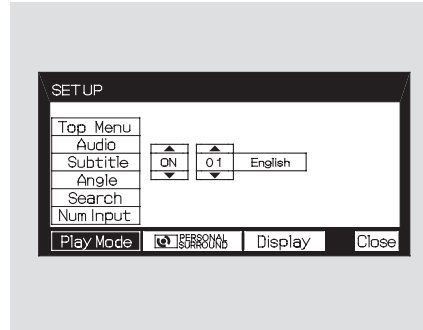 SETUP
Top Menu
Audio
Subtitle ON 01 English
Angle
Search
Num Input
Play Mode PERSONAL SURROUND Display Close